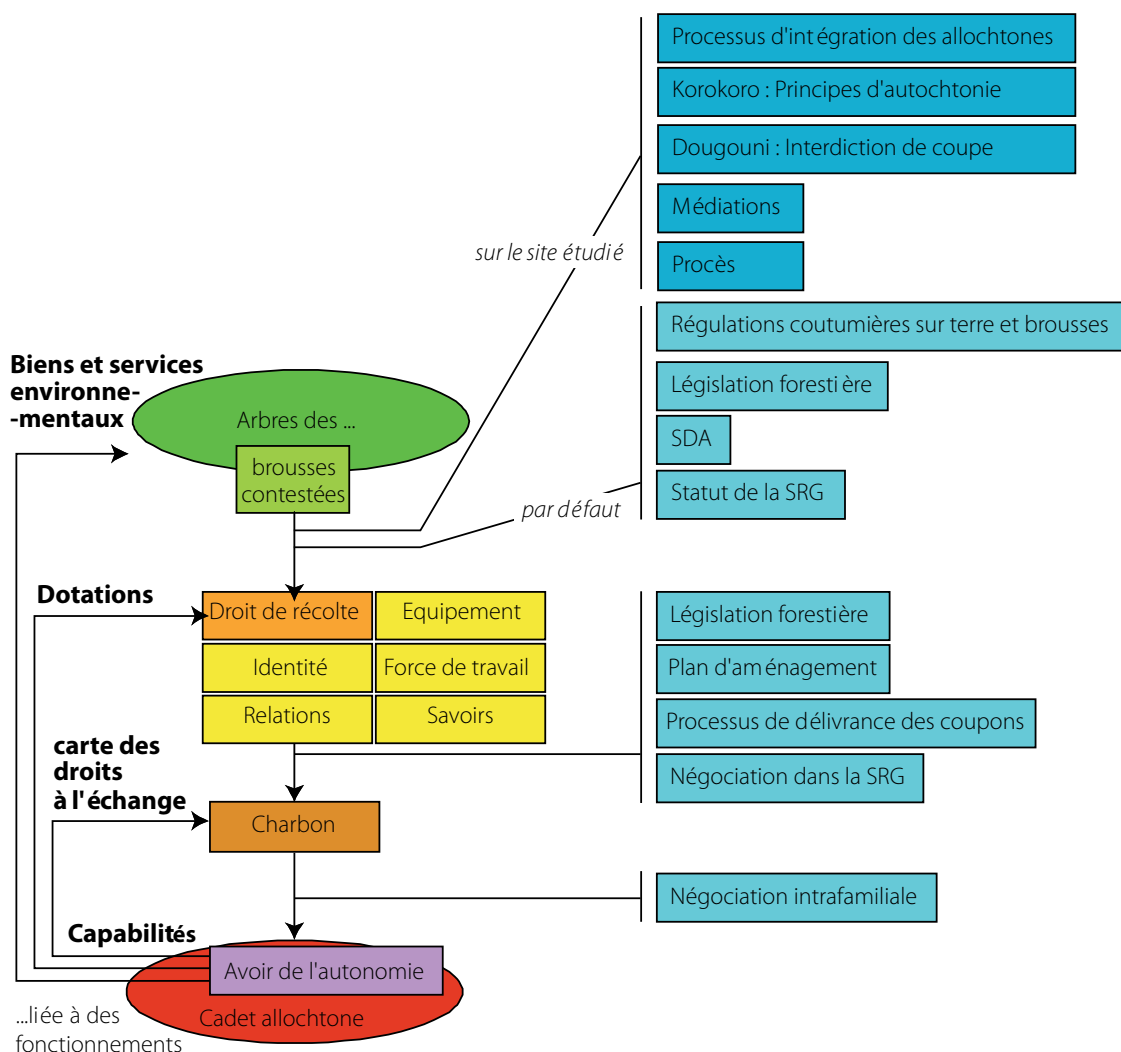 Processus d'intégration des allochtones
Korokoro : Principes d'autochtonie
Dougouni : Interdiction de coupe
Médiations
Procès
sur le site étudié
Régulations coutumières sur terre et brousses
Législation forestière
SDA
Statut de la SRG
par défaut
Biens et services
environne-
-mentaux
Arbres des ...
brousses
contestées
Dotations
Droit de récolte
Equipement
Identité
Force de travail
Relations
Savoirs
Législation forestière
Plan d'aménagement
Processus de délivrance des coupons
Négociation dans la SRG
carte des
droits
à l'échange
Charbon
Négociation intrafamiliale
Capabilités
Avoir de l'autonomie
Cadet allochtone
...liée à des
fonctionnements